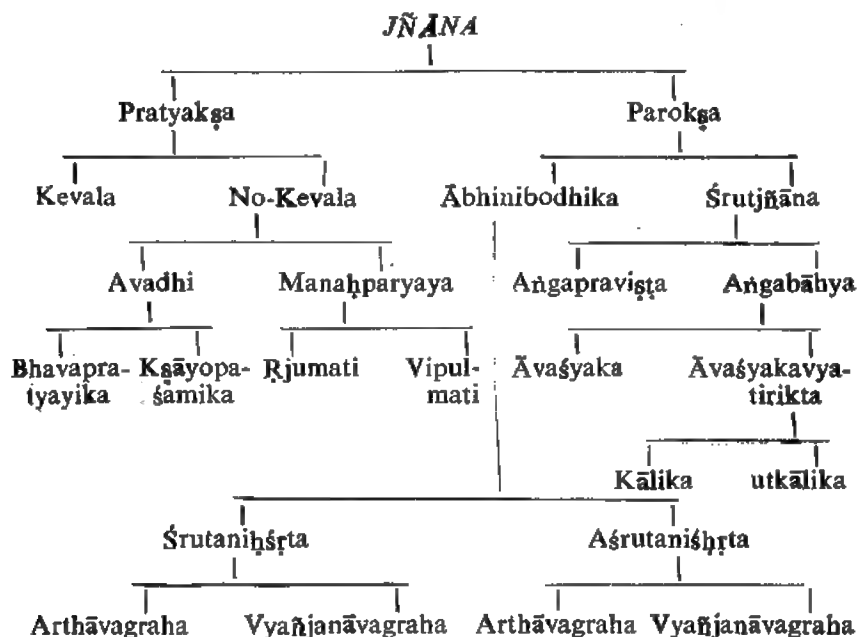 JÑĀNA
Pratyakṣa Parokṣa
Kevala No-Kevala Ābhinibodhika Śrutjñāna
Avadhi Manaḥparyaya Aṅgapraviṣṭa Aṅgabāhya
Bhavapra- Kṣāyopa- Ṛjumati Vipul- Āvaśyaka Āvaśyakavya-
tyayika śamika mati tirikta
Kālika utkālika
Śrutaniḥśṛta Aśrutaniśḥṛta
Arthāvagraha Vyañjanāvagraha Arthāvagraha Vyañjanāvagraha